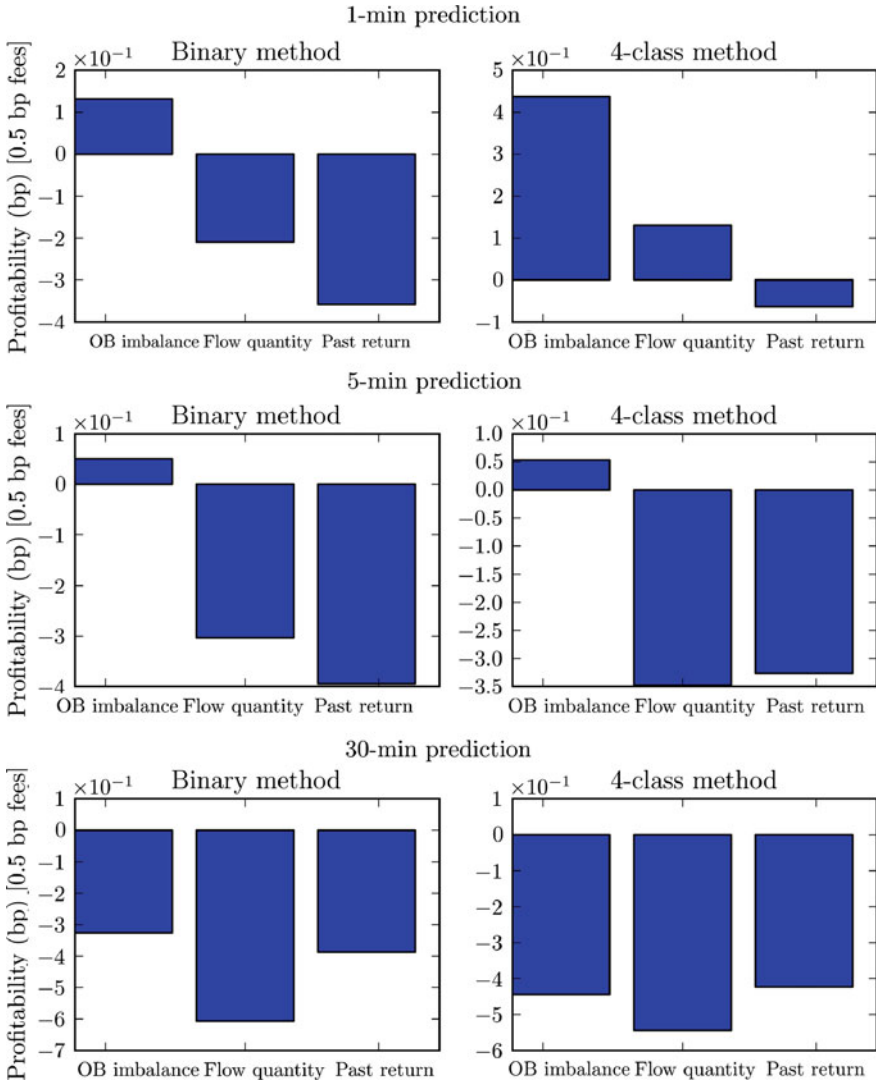 1-min prediction
×10⁻¹ Binary method
2
1
0
−1
−2
−3
−4
Profitability (bp) [0.5 bp fees]
OB imbalance Flow quantity Past return
×10⁻¹ 4-class method
5
4
3
2
1
0
−1
OB imbalance Flow quantity Past return
5-min prediction
×10⁻¹ Binary method
1
0
−1
−2
−3
−4
Profitability (bp) [0.5 bp fees]
OB imbalance Flow quantity Past return
×10⁻¹ 4-class method
1.0
0.5
0.0
−0.5
−1.0
−1.5
−2.0
−2.5
−3.0
−3.5
OB imbalance Flow quantity Past return
30-min prediction
×10⁻¹ Binary method
1
0
−1
−2
−3
−4
−5
−6
−7
Profitability (bp) [0.5 bp fees]
OB imbalance Flow quantity Past return
×10⁻¹ 4-class method
1
0
−1
−2
−3
−4
−5
−6
OB imbalance Flow quantity Past return